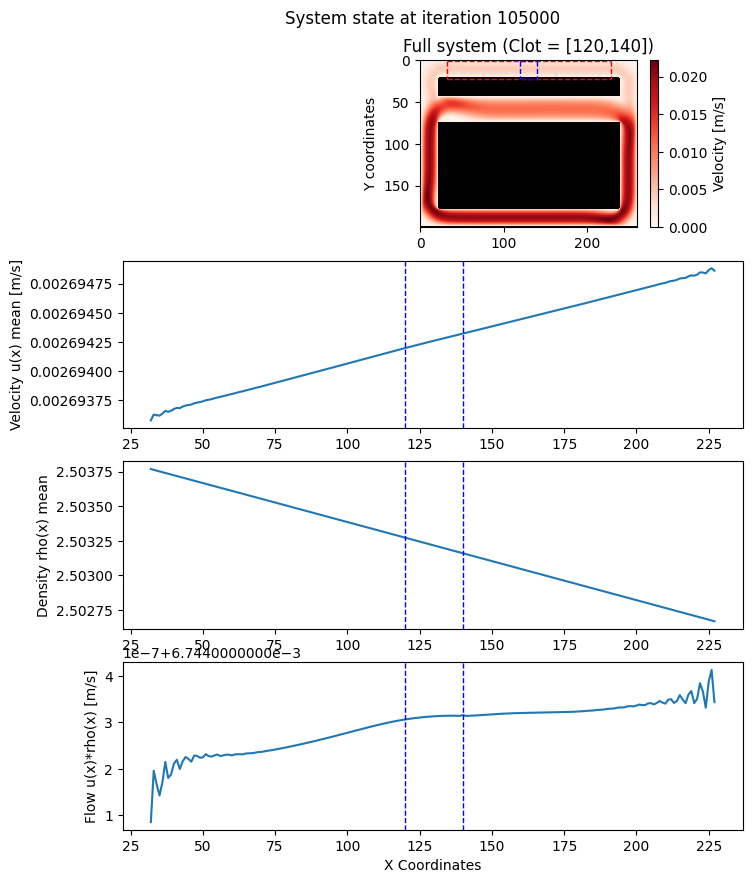 System state at iteration 105000
Full system (Clot = [120,140])
Y coordinates
0
50
100
150
0
100
200
0.020
0.015
0.010
0.005
0.000
Velocity [m/s]
Velocity u(x) mean [m/s]
0.00269475
0.00269450
0.00269425
0.00269400
0.00269375
25 50 75 100 125 150 175 200 225
Density rho(x) mean
2.50375
2.50350
2.50325
2.50300
2.50275
25 50 75 100 125 150 175 200 225
1e-7+6.7440000000e-3
Flow u(x)*rho(x) [m/s]
4
3
2
1
25 50 75 100 125 150 175 200 225
X Coordinates